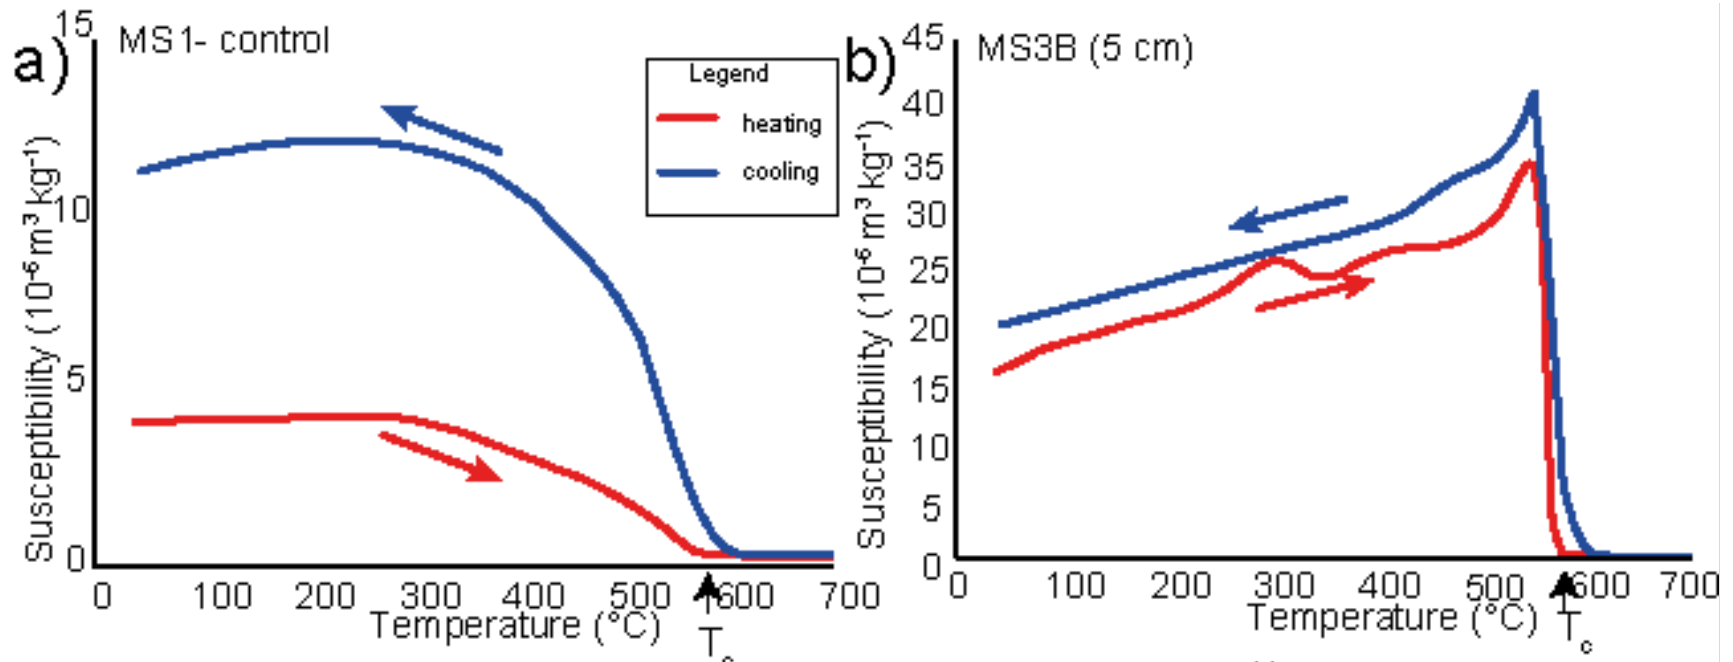 a)
MS1- control
15
10
5
0
Susceptibility (10⁻⁶ m³ kg⁻¹)
0 100 200 300 400 500 600 700
Temperature (°C)
T
Legend
heating
cooling
b)
MS3B (5 cm)
45
40
35
30
25
20
15
10
5
0
Susceptibility (10⁻⁶ m³ kg⁻¹)
0 100 200 300 400 500 600 700
Temperature (°C)
T꜀